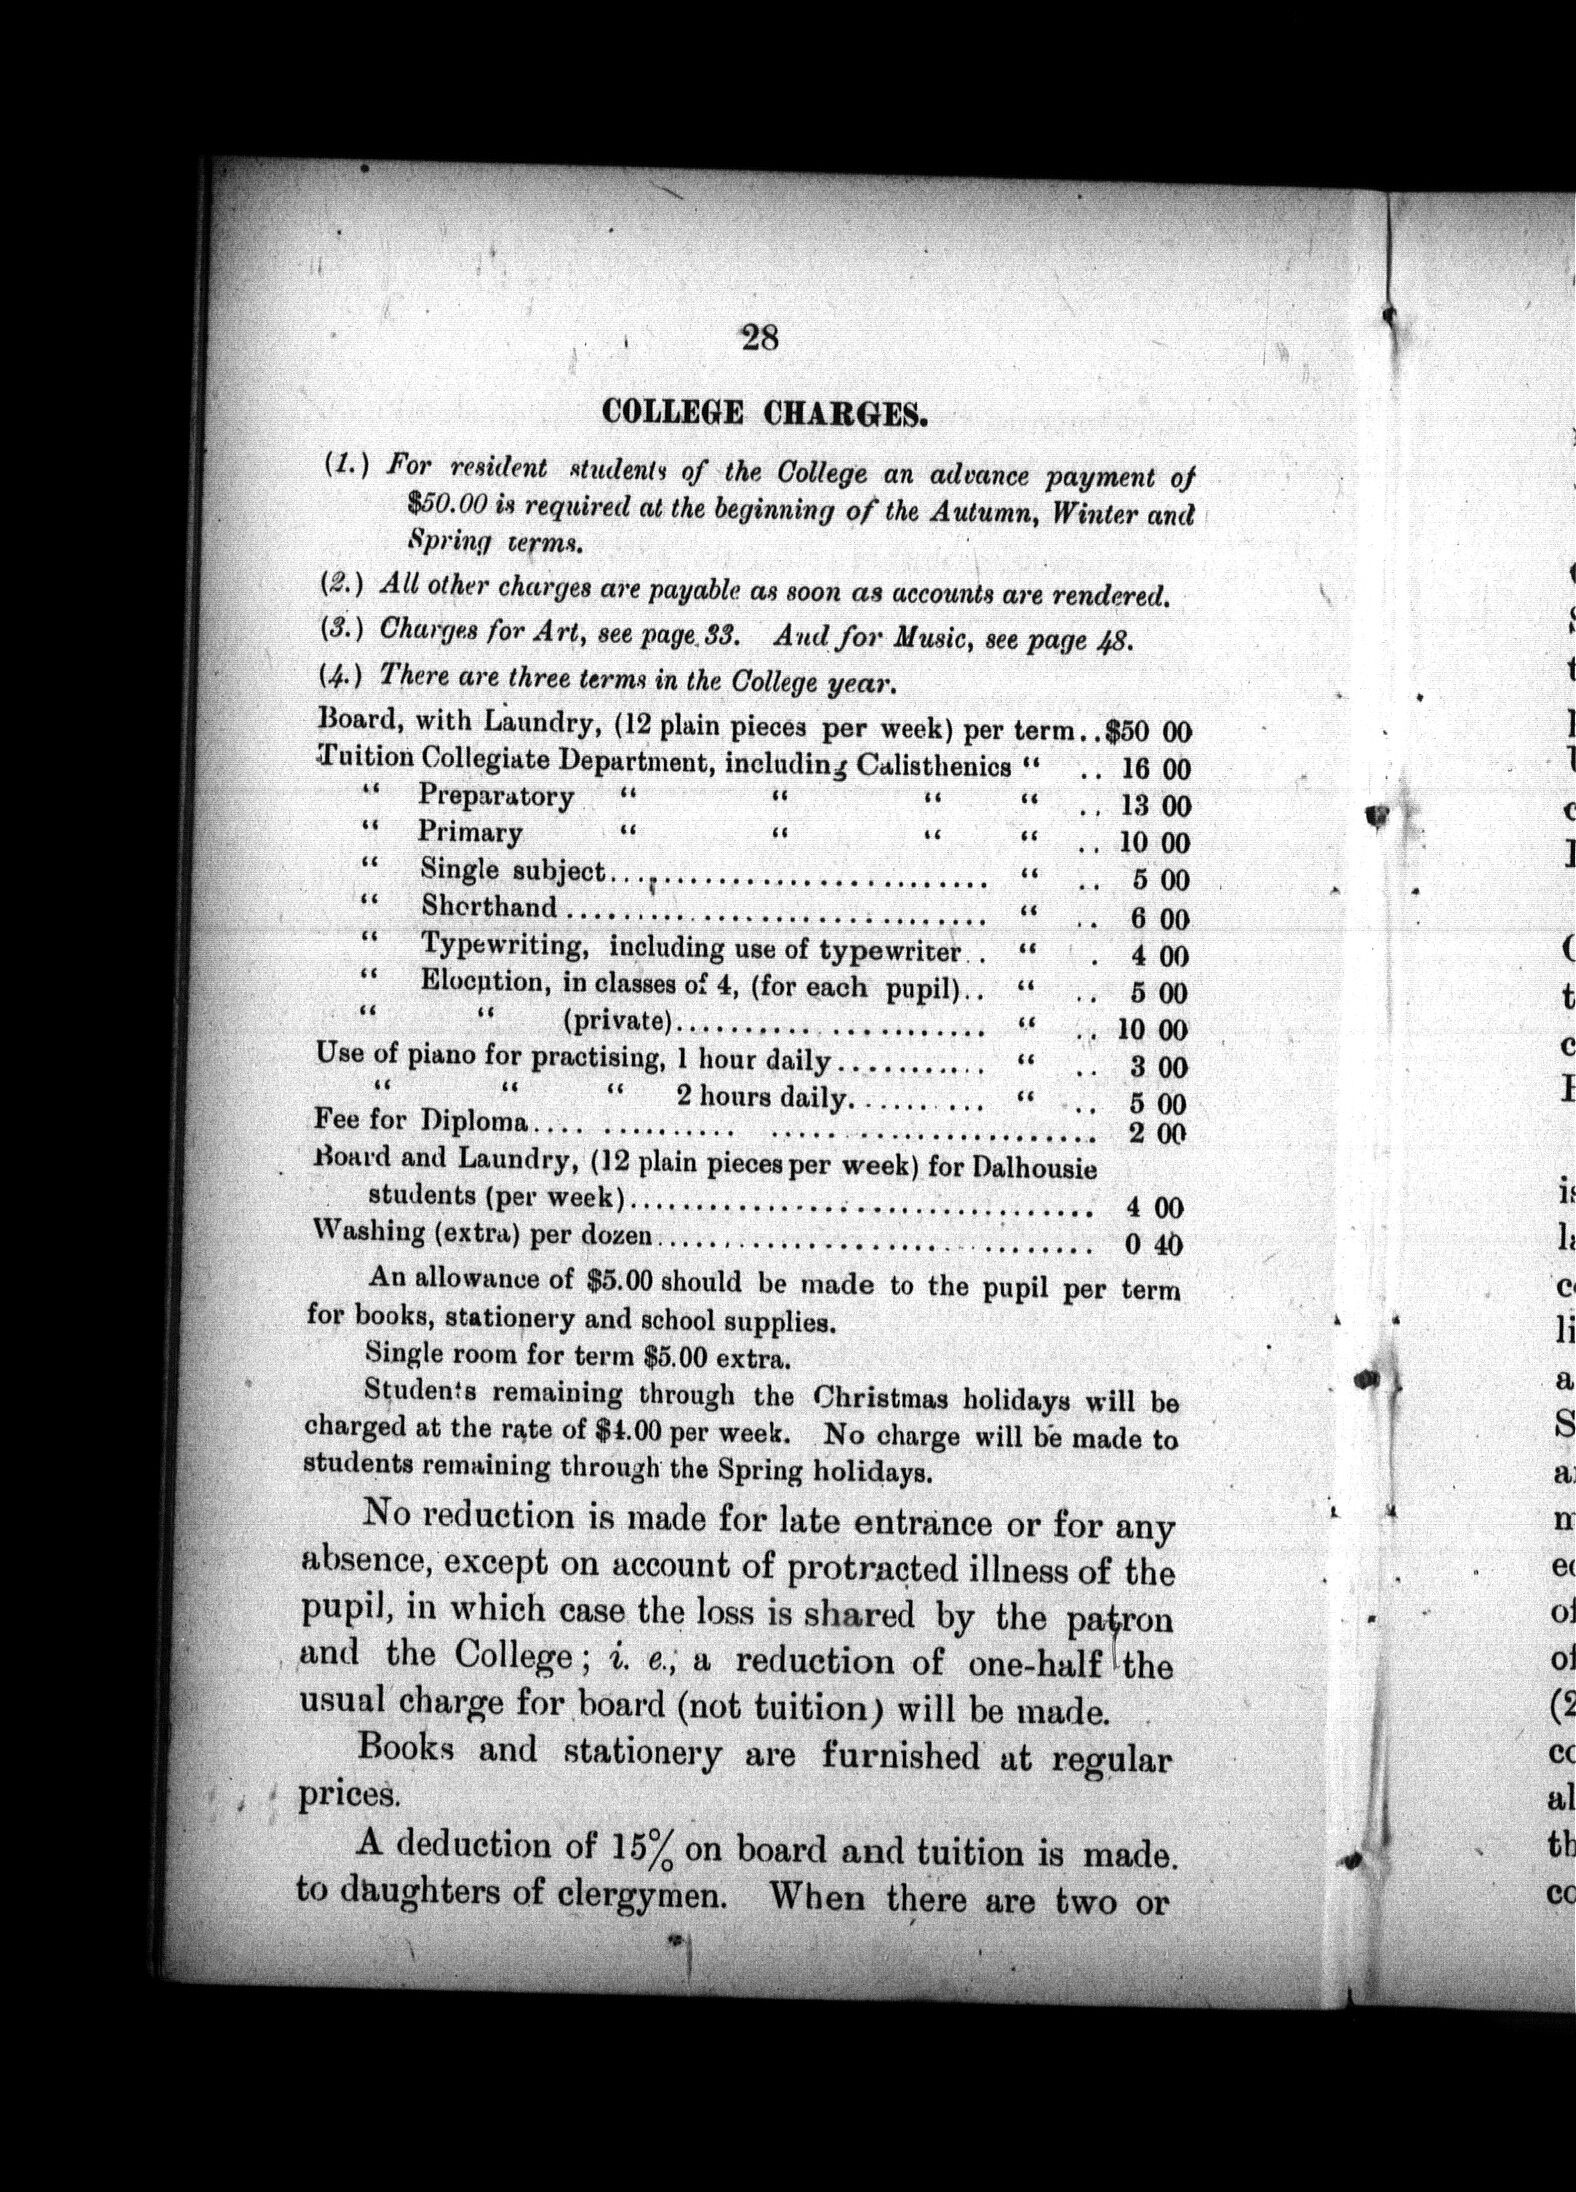 28
COLLEGE CHARGES.
(1.) For resident students of the College an advance payment of
$50.00 is required at the beginning of the Autumn, Winter and
Spring terms.
(2.) All other charges are payable as soon as accounts are rendered.
(3.) Charges for Art, see page 33. And for Music, see page 48.
(4.) There are three terms in the College year.
Board, with Laundry, (12 plain pieces per week) per term..$50 00
Tuition Collegiate Department, including Calisthenics " .. 16 00
" Preparatory " " " " .. 13 00
" Primary " " " " .. 10 00
" Single subject............................ " .. 5 00
" Shorthand.............................. " .. 6 00
" Typewriting, including use of typewriter.. " . 4 00
" Elocution, in classes of 4, (for each pupil).. " .. 5 00
" " (private)...................... " .. 10 00
Use of piano for practising, 1 hour daily........... " .. 3 00
" " " 2 hours daily.......... " .. 5 00
Fee for Diploma....................................... 2 00
Board and Laundry, (12 plain pieces per week) for Dalhousie
students (per week)................................... 4 00
Washing (extra) per dozen................................ 0 40
An allowance of $5.00 should be made to the pupil per term
for books, stationery and school supplies.
Single room for term $5.00 extra.
Students remaining through the Christmas holidays will be
charged at the rate of $4.00 per week. No charge will be made to
students remaining through the Spring holidays.
No reduction is made for late entrance or for any
absence, except on account of protracted illness of the
pupil, in which case the loss is shared by the patron
and the College; i. e., a reduction of one-half the
usual charge for board (not tuition) will be made.
Books and stationery are furnished at regular
prices.
A deduction of 15% on board and tuition is made.
to daughters of clergymen. When there are two or